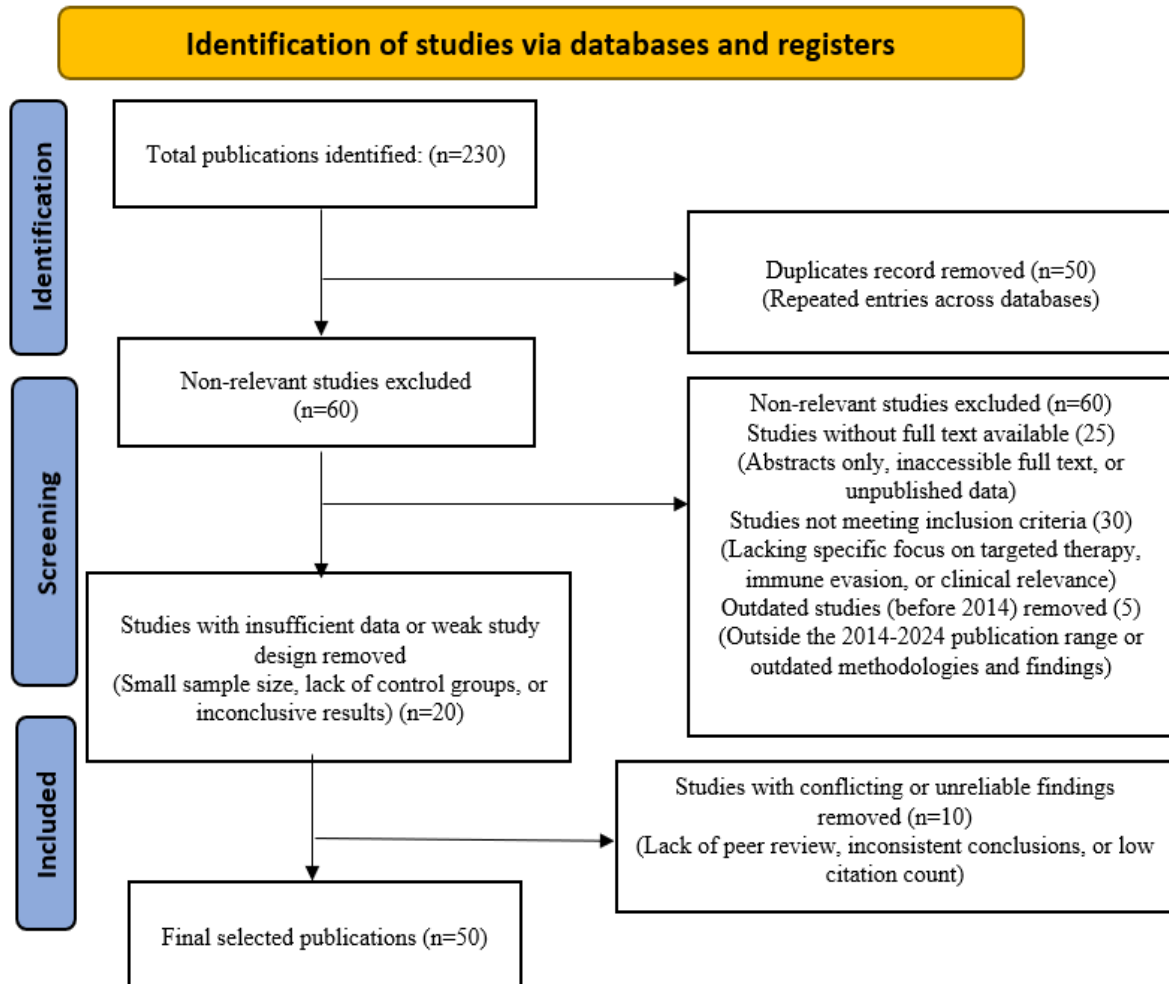 Identification of studies via databases and registers
Identification
Total publications identified: (n=230)
Duplicates record removed (n=50)
(Repeated entries across databases)
Screening
Non-relevant studies excluded
(n=60)
Non-relevant studies excluded (n=60)
Studies without full text available (25)
(Abstracts only, inaccessible full text, or
unpublished data)
Studies not meeting inclusion criteria (30)
(Lacking specific focus on targeted therapy,
immune evasion, or clinical relevance)
Outdated studies (before 2014) removed (5)
(Outside the 2014-2024 publication range or
outdated methodologies and findings)
Studies with insufficient data or weak study
design removed
(Small sample size, lack of control groups, or
inconclusive results) (n=20)
Included
Studies with conflicting or unreliable findings
removed (n=10)
(Lack of peer review, inconsistent conclusions, or low
citation count)
Final selected publications (n=50)